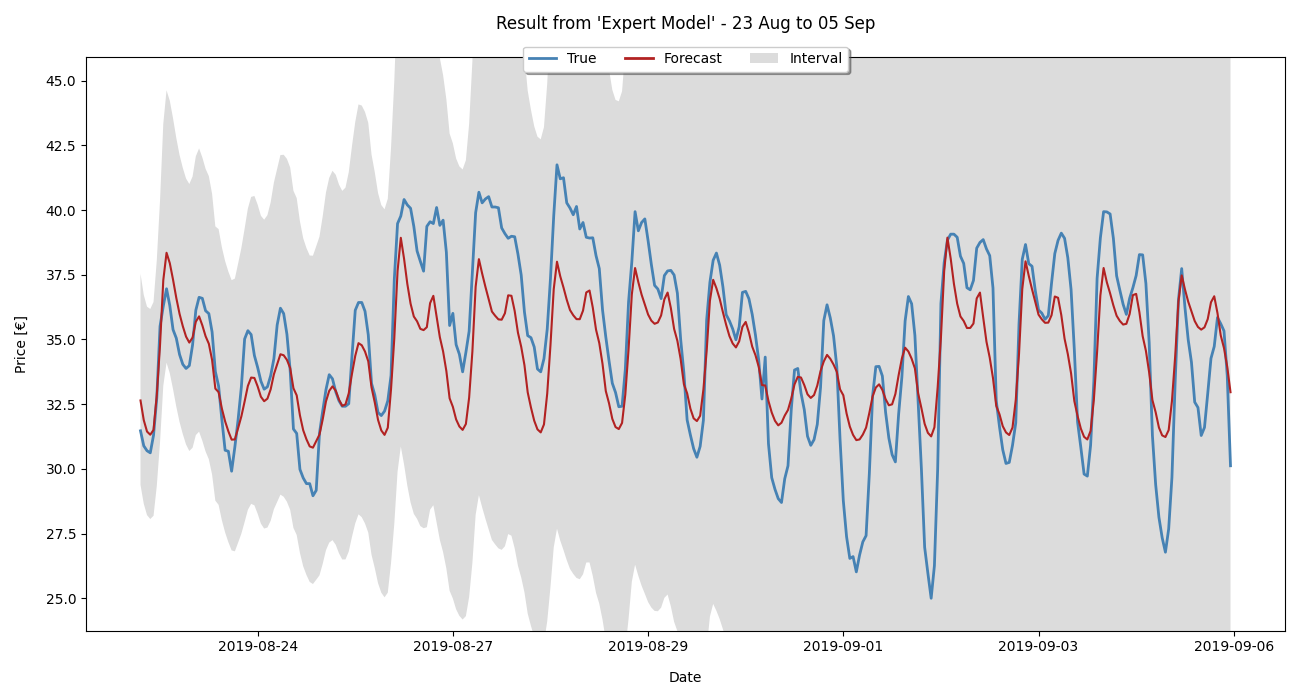 Result from 'Expert Model' - 23 Aug to 05 Sep
True Forecast Interval
45.0
42.5
40.0
37.5
35.0
32.5
30.0
27.5
25.0
Price [€]
2019-08-24 2019-08-27 2019-08-29 2019-09-01 2019-09-03 2019-09-06
Date